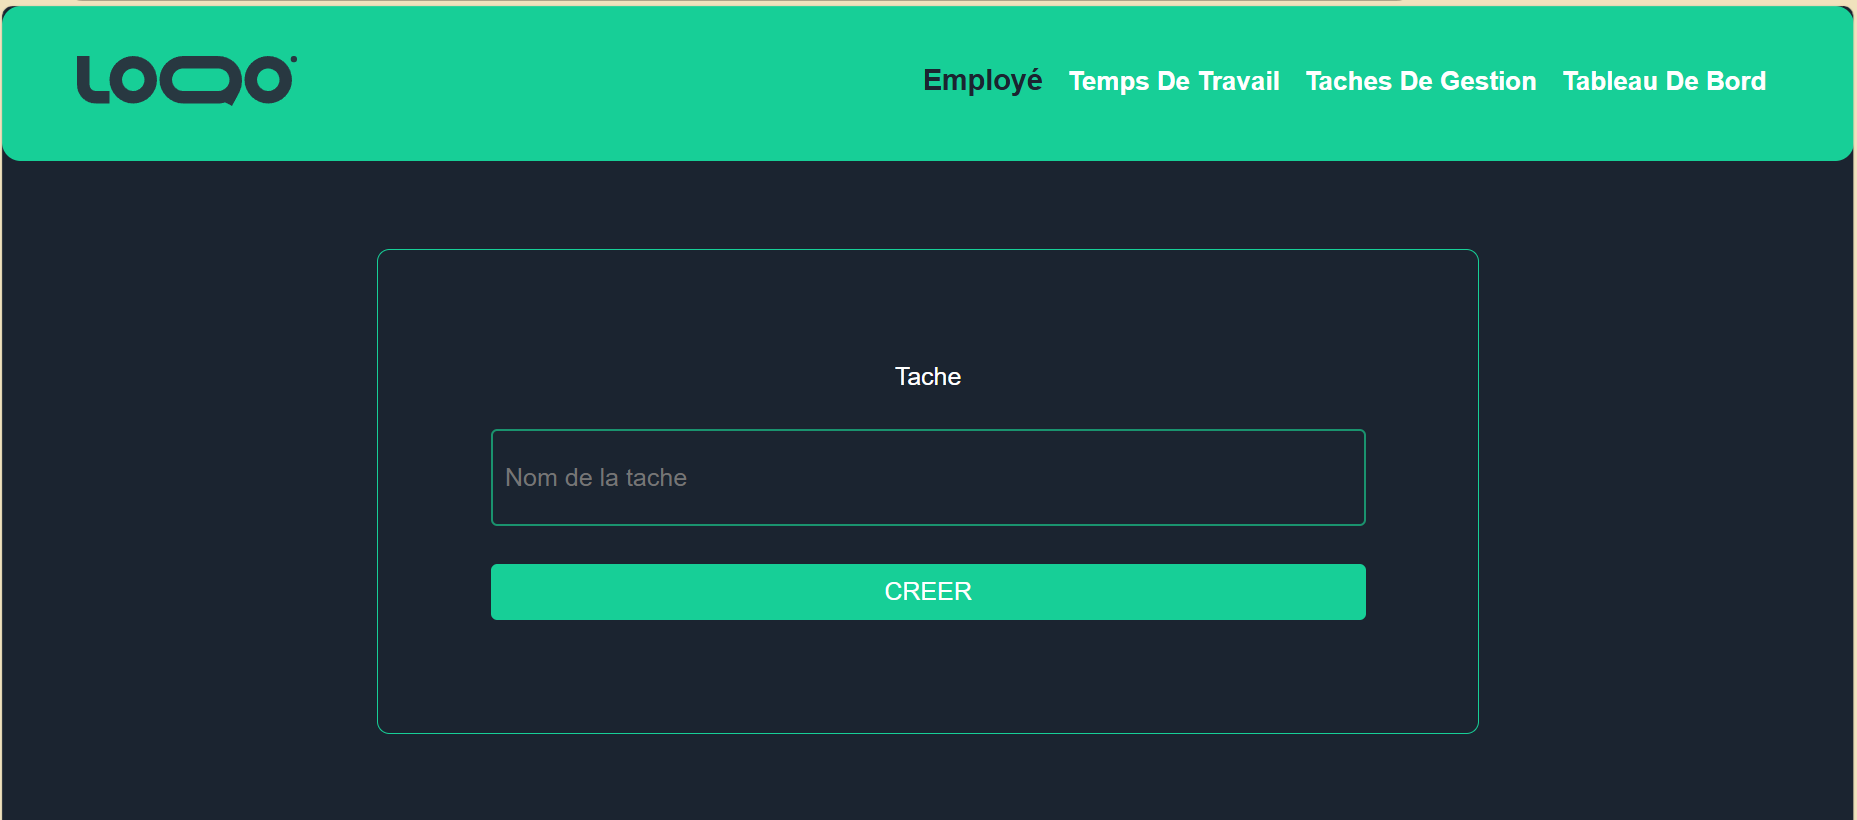 LOQO
Employé Temps De Travail Taches De Gestion Tableau De Bord
Tache
Nom de la tache
CREER